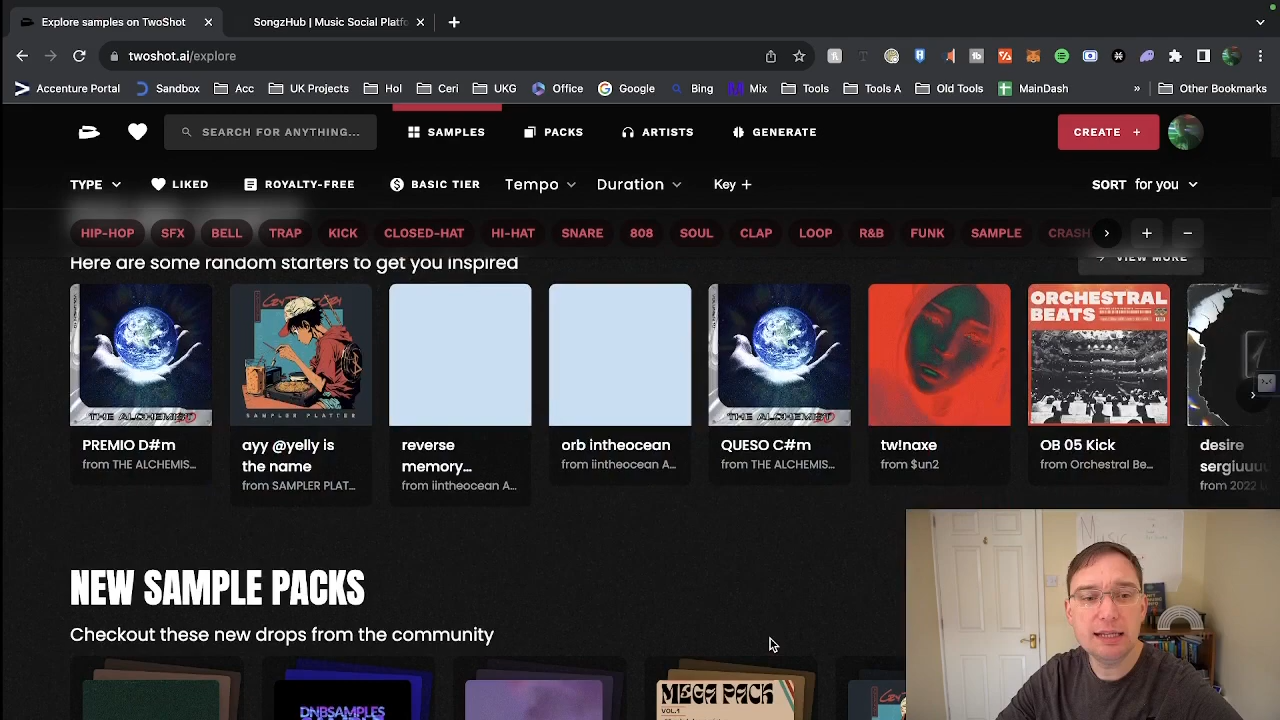 Explore samples on TwoShot
SongzHub | Music Social Platfo
twoshot.ai/explore
Accenture Portal
Sandbox
Acc
UX Projects
Hol
Ceri
UKG
Office
Google
Bing
Mix
Tools
Tools A
Old Tools
MainDash
»
Other Bookmarks
SEARCH FOR ANYTHING...
SAMPLES
PACKS
ARTISTS
GENERATE
CREATE +
TYPE
LIKED
ROYALTY-FREE
BASIC TIER
Tempo
Duration
Key +
SORT for you
HIP-HOP
SFX
BELL
TRAP
KICK
CLOSED-HAT
HI-HAT
SNARE
808
SOUL
CLAP
LOOP
R&B
FUNK
SAMPLE
CRASH
Here are some random starters to get you inspired
VIEW MORE
THE ALCHEMIST
SAMPLER PLATTER
THE ALCHEMIST
ORCHESTRAL
BEATS
PREMIO D#m
from THE ALCHEMIS...
ayy @yelly is
the name
from SAMPLER PLAT...
reverse
memory...
from iintheocean A...
orb intheocean
from iintheocean A...
QUESO C#m
from THE ALCHEMIS...
tw!naxe
from $un2
OB 05 Kick
from Orchestral Be...
desire
sergiuuu
from 2022 L
NEW SAMPLE PACKS
Checkout these new drops from the community
DNBSAMPLES
MEGA PACK
VOL.1